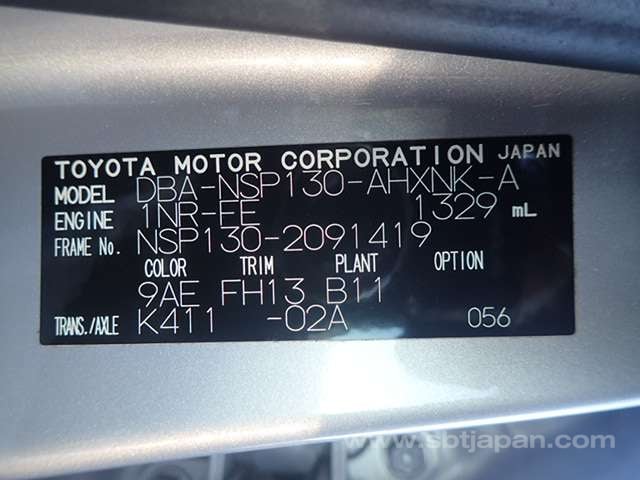 TOYOTA MOTOR CORPORATION JAPAN
MODEL DBA-NSP130-AHXNK-A
ENGINE 1NR-FE 1329 mL
FRAME No. NSP130-2091419
COLOR TRIM PLANT OPTION
9AE FH13 B11
TRANS./AXLE K411 -02A 056
www.sbtjapan.com